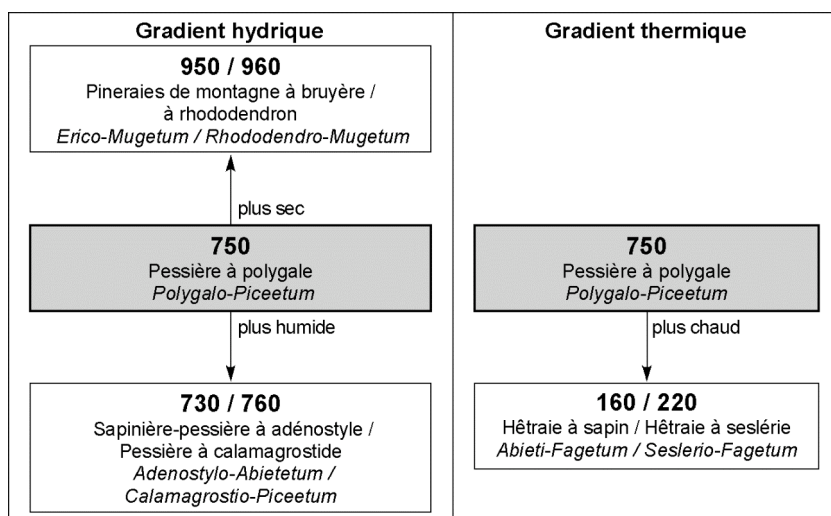 Gradient hydrique
950 / 960
Pineraies de montagne à bruyère /
à rhododendron
Erico-Mugetum / Rhododendro-Mugetum
plus sec
750
Pessière à polygale
Polygalo-Piceetum
plus humide
730 / 760
Sapinière-pessière à adénostyle /
Pessière à calamagrostide
Adenostylo-Abietetum /
Calamagrostio-Piceetum
Gradient thermique
750
Pessière à polygale
Polygalo-Piceetum
plus chaud
160 / 220
Hêtraie à sapin / Hêtraie à seslérie
Abieti-Fagetum / Seslerio-Fagetum